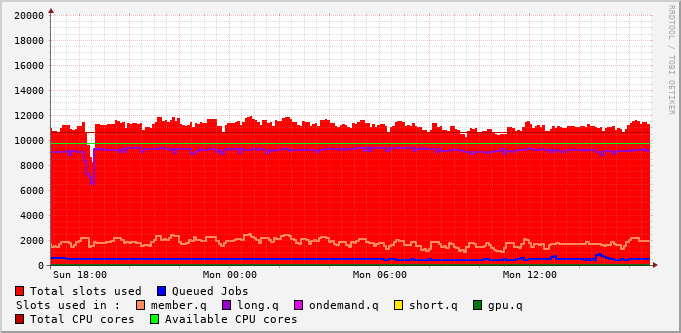 RRDTOOL / TOBI OETIKER
20000
18000
16000
14000
12000
10000
8000
6000
4000
2000
0
Sun 18:00 Mon 00:00 Mon 06:00 Mon 12:00
Total slots used Queued Jobs
Slots used in : member.q long.q ondemand.q short.q gpu.q
Total CPU cores Available CPU cores